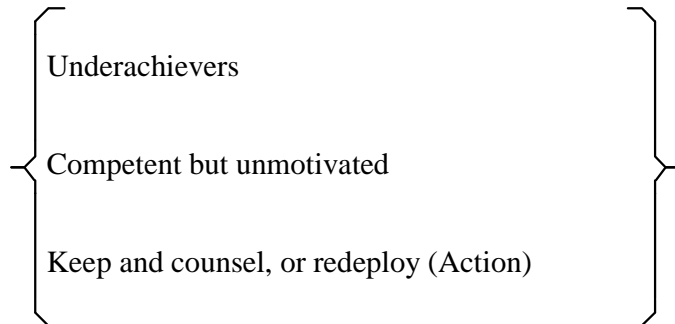 Underachievers
Competent but unmotivated
Keep and counsel, or redeploy (Action)